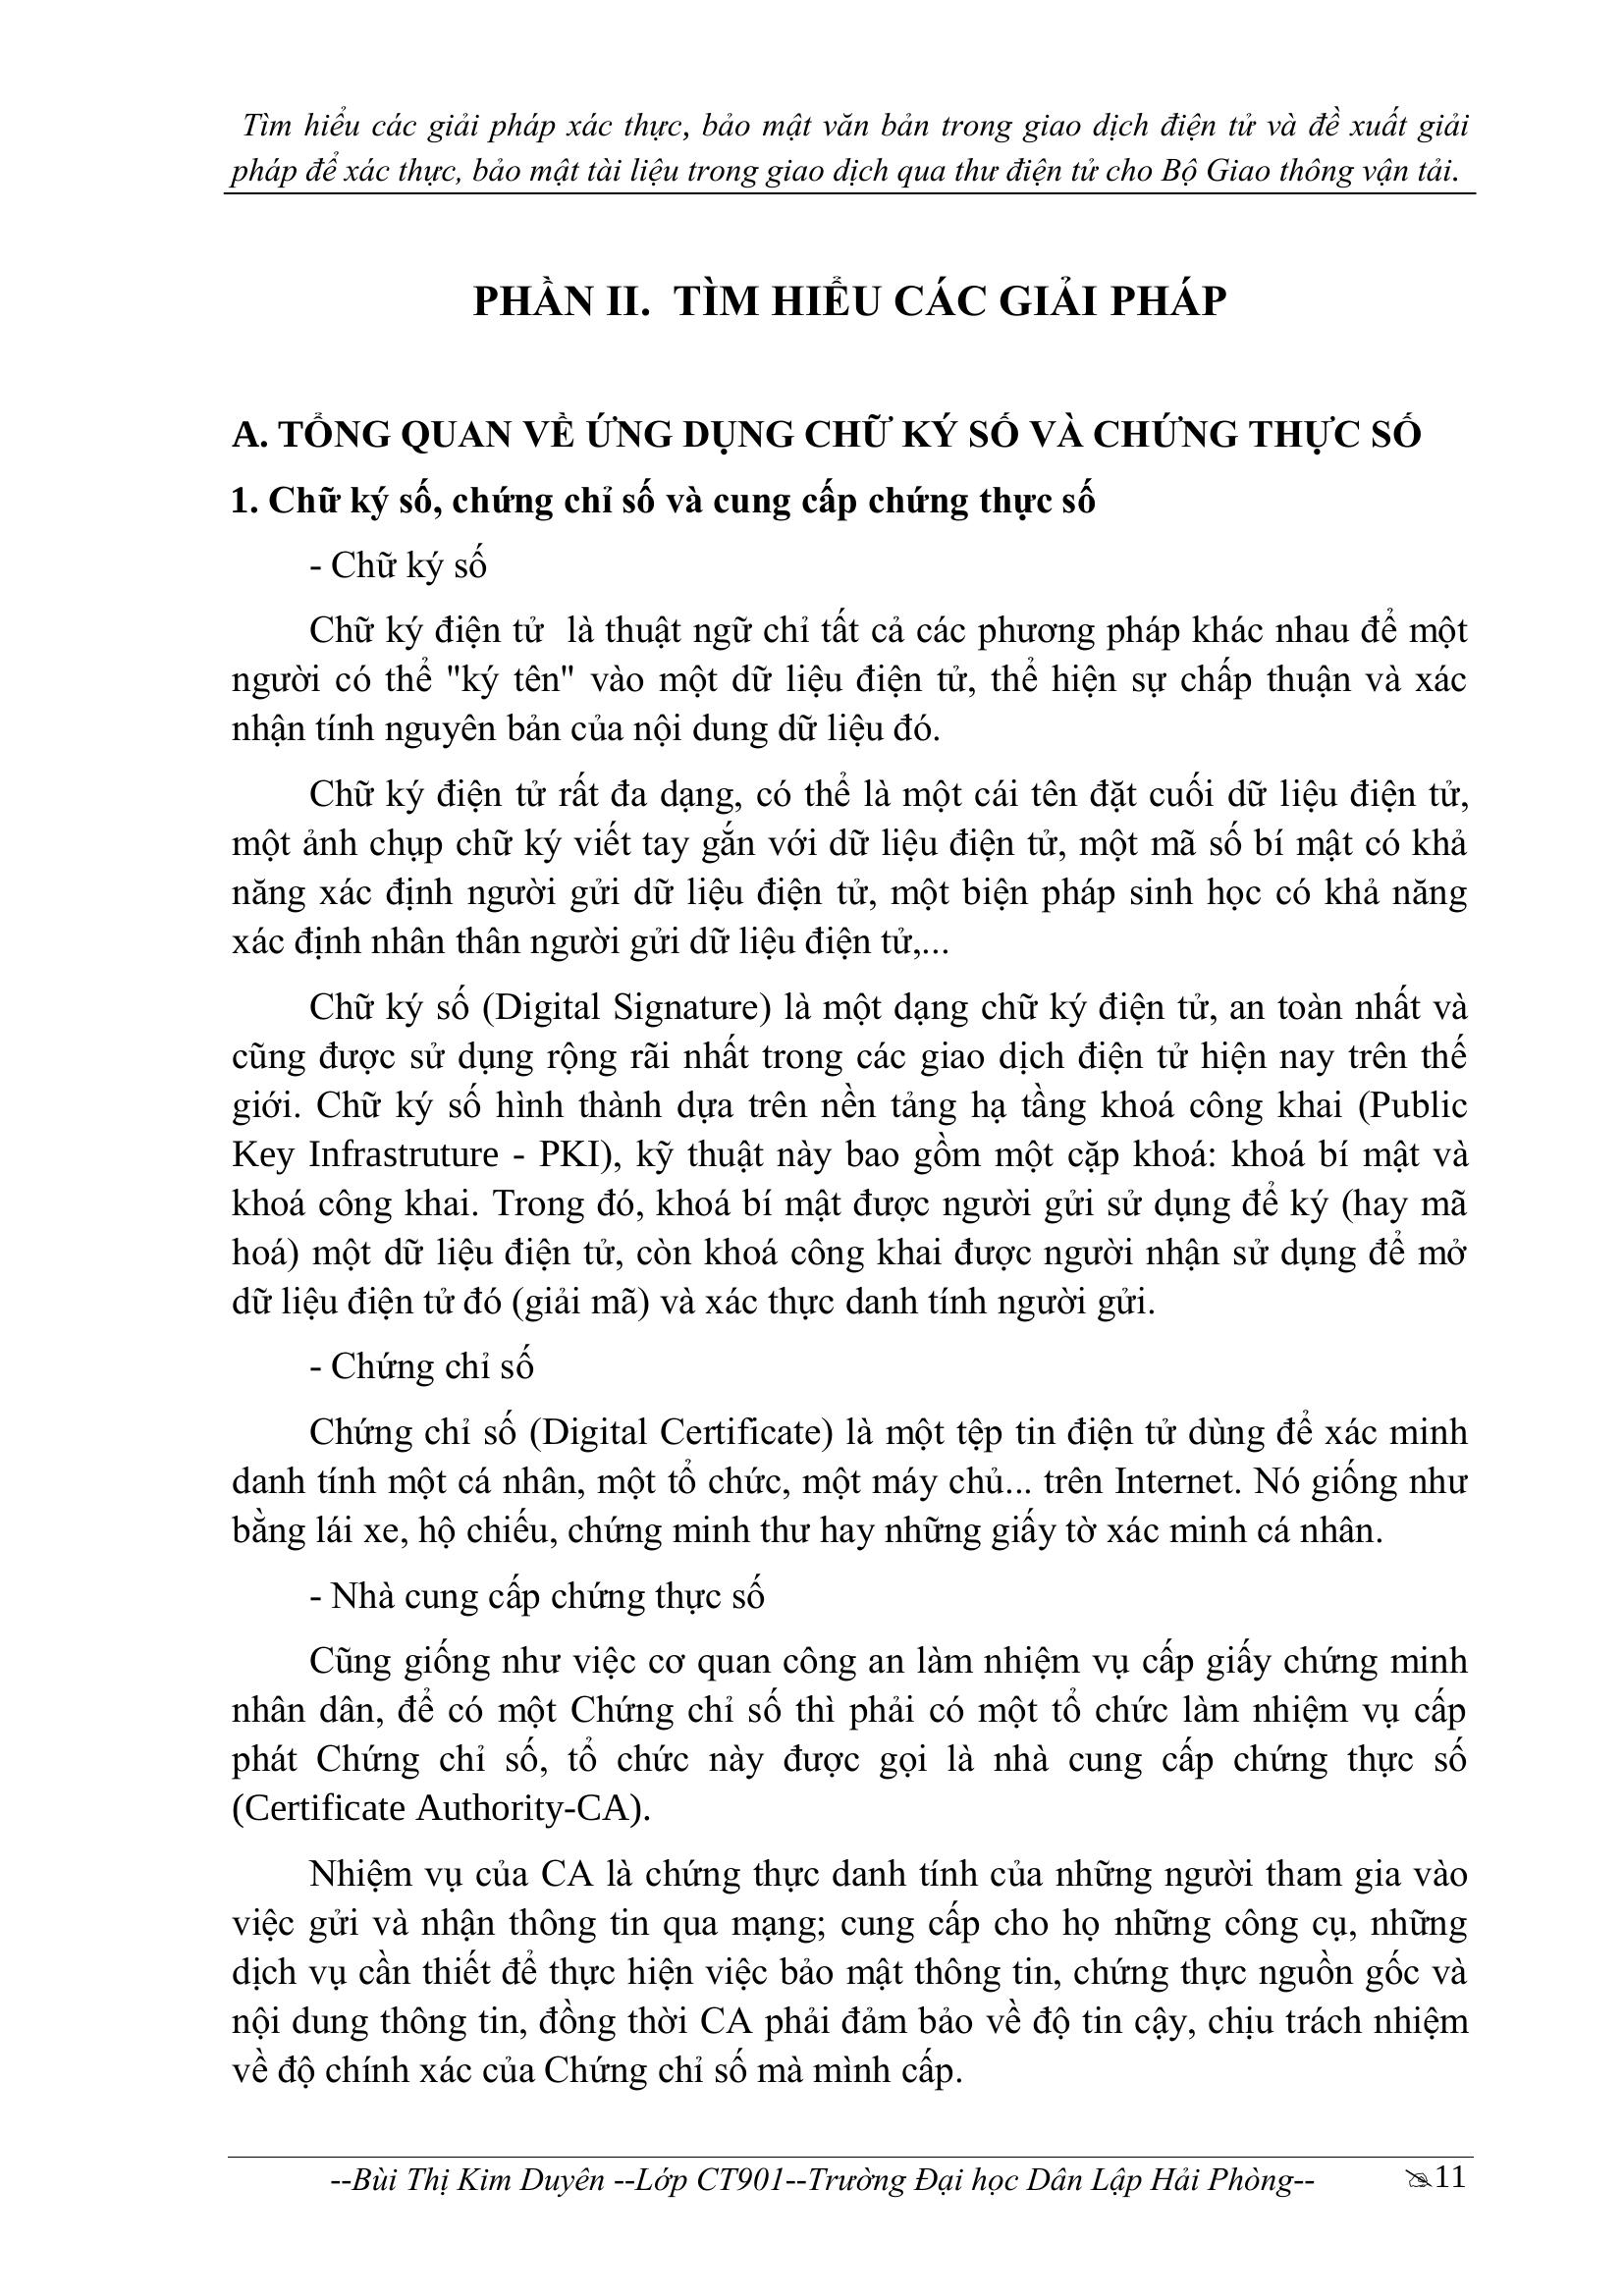 Tìm hiểu các giải pháp xác thực, bảo mật văn bản trong giao dịch điện tử và đề xuất giải
pháp để xác thực, bảo mật tài liệu trong giao dịch qua thư điện tử cho Bộ Giao thông vận tải.
PHẦN II. TÌM HIỂU CÁC GIẢI PHÁP
A. TỔNG QUAN VỀ ỨNG DỤNG CHỮ KÝ SỐ VÀ CHỨNG THỰC SỐ
1. Chữ ký số, chứng chỉ số và cung cấp chứng thực số
- Chữ ký số
Chữ ký điện tử là thuật ngữ chỉ tất cả các phương pháp khác nhau để một
người có thể "ký tên" vào một dữ liệu điện tử, thể hiện sự chấp thuận và xác
nhận tính nguyên bản của nội dung dữ liệu đó.
Chữ ký điện tử rất đa dạng, có thể là một cái tên đặt cuối dữ liệu điện tử,
một ảnh chụp chữ ký viết tay gắn với dữ liệu điện tử, một mã số bí mật có khả
năng xác định người gửi dữ liệu điện tử, một biện pháp sinh học có khả năng
xác định nhân thân người gửi dữ liệu điện tử,...
Chữ ký số (Digital Signature) là một dạng chữ ký điện tử, an toàn nhất và
cũng được sử dụng rộng rãi nhất trong các giao dịch điện tử hiện nay trên thế
giới. Chữ ký số hình thành dựa trên nền tảng hạ tầng khoá công khai (Public
Key Infrastruture - PKI), kỹ thuật này bao gồm một cặp khoá: khoá bí mật và
khoá công khai. Trong đó, khoá bí mật được người gửi sử dụng để ký (hay mã
hoá) một dữ liệu điện tử, còn khoá công khai được người nhận sử dụng để mở
dữ liệu điện tử đó (giải mã) và xác thực danh tính người gửi.
- Chứng chỉ số
Chứng chỉ số (Digital Certificate) là một tệp tin điện tử dùng để xác minh
danh tính một cá nhân, một tổ chức, một máy chủ... trên Internet. Nó giống như
bằng lái xe, hộ chiếu, chứng minh thư hay những giấy tờ xác minh cá nhân.
- Nhà cung cấp chứng thực số
Cũng giống như việc cơ quan công an làm nhiệm vụ cấp giấy chứng minh
nhân dân, để có một Chứng chỉ số thì phải có một tổ chức làm nhiệm vụ cấp
phát Chứng chỉ số, tổ chức này được gọi là nhà cung cấp chứng thực số
(Certificate Authority-CA).
Nhiệm vụ của CA là chứng thực danh tính của những người tham gia vào
việc gửi và nhận thông tin qua mạng; cung cấp cho họ những công cụ, những
dịch vụ cần thiết để thực hiện việc bảo mật thông tin, chứng thực nguồn gốc và
nội dung thông tin, đồng thời CA phải đảm bảo về độ tin cậy, chịu trách nhiệm
về độ chính xác của Chứng chỉ số mà mình cấp.
--Bùi Thị Kim Duyên --Lớp CT901--Trường Đại học Dân Lập Hải Phòng-- 11